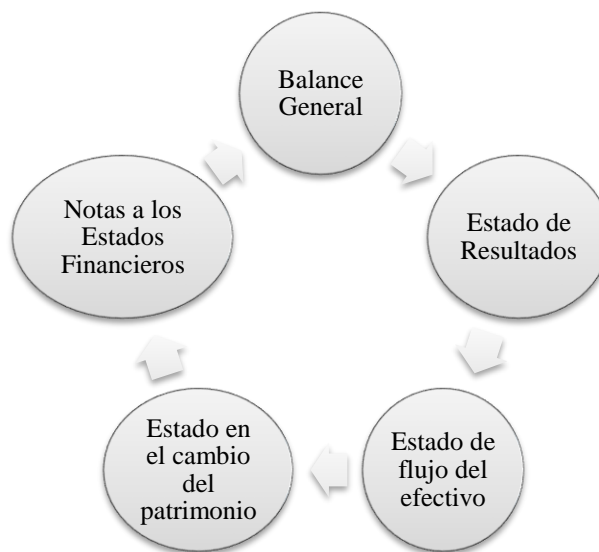 Balance
General
Estado de
Resultados
Estado de
flujo del
efectivo
Estado en
el cambio
del
patrimonio
Notas a los
Estados
Financieros